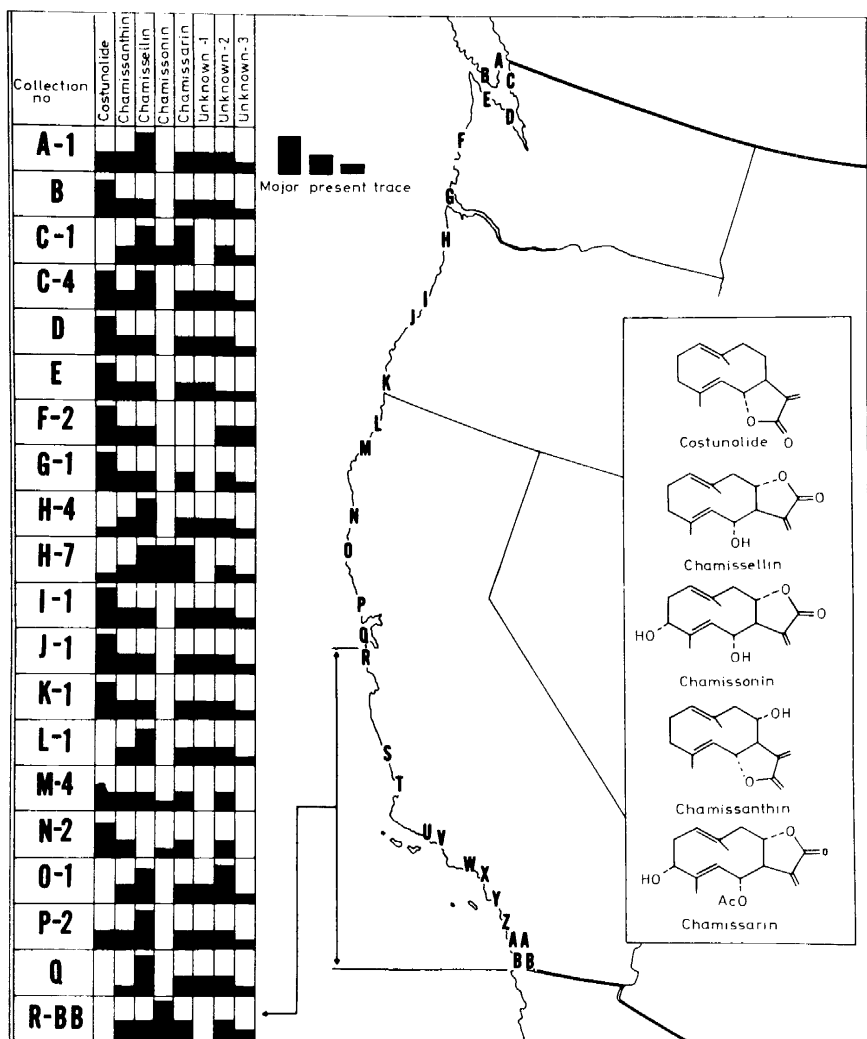 Collection no
Costunolide
Chamissanthin
Chamissellin
Chamissonin
Chamissarin
Unknown-1
Unknown-2
Unknown-3
A-1
B
C-1
C-4
D
E
F-2
G-1
H-4
H-7
I-1
J-1
K-1
L-1
M-4
N-2
O-1
P-2
Q
R-BB
Major present trace
A
B
C
E
D
F
G
H
I
J
K
L
M
N
O
P
Q
R
S
T
U V
W
X
Y
Z
A A
B B
O
O
Costunolide
O
O
OH
Chamissellin
O
O
HO
OH
Chamissonin
OH
O
O
Chamissanthin
O
O
HO
AcO
Chamissarin